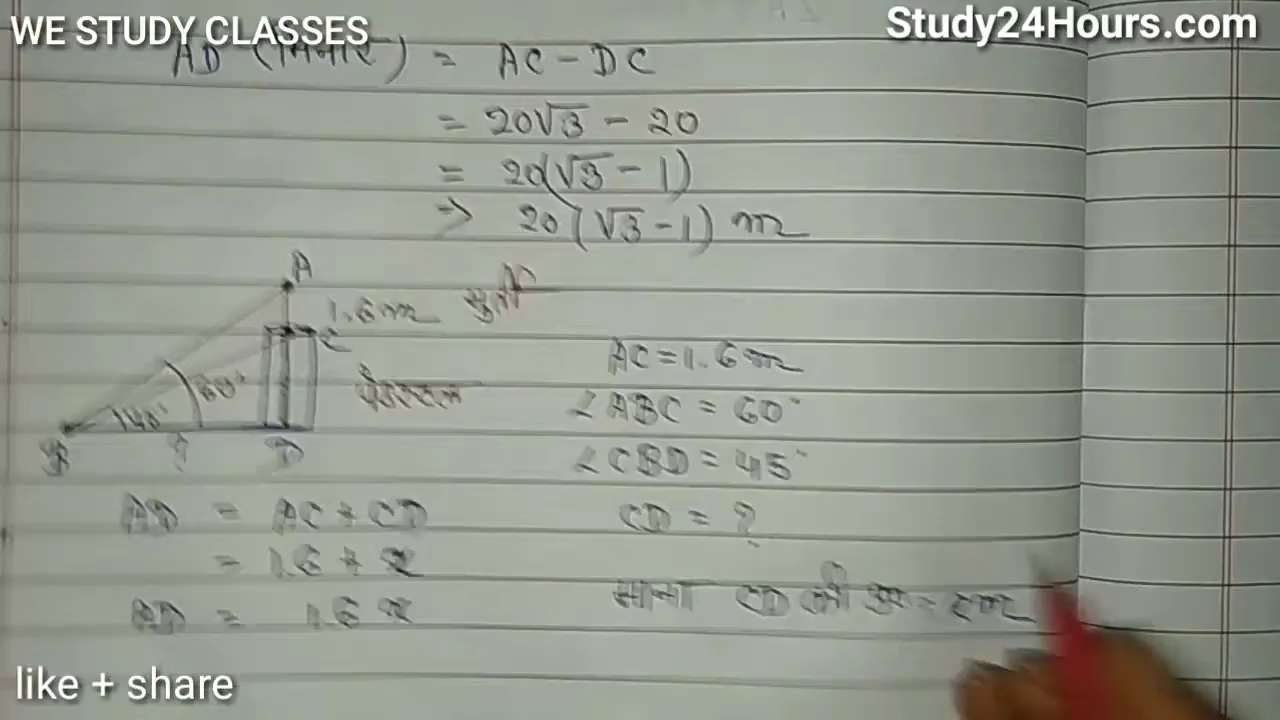 WE STUDY CLASSES
Study24Hours.com
AD (मिनार) = AC - DC
= 20√3 - 20
= 20(√3 - 1)
⇒ 20(√3 - 1) m
A
1.6m मुर्ति
C
60°
45°
पेडस्टल
B
D
AC = 1.6m
∠ABC = 60°
∠CBD = 45°
CD = ?
AD = AC + CD
= 1.6 + x
AD = 1.6 x
माना CD की
like + share